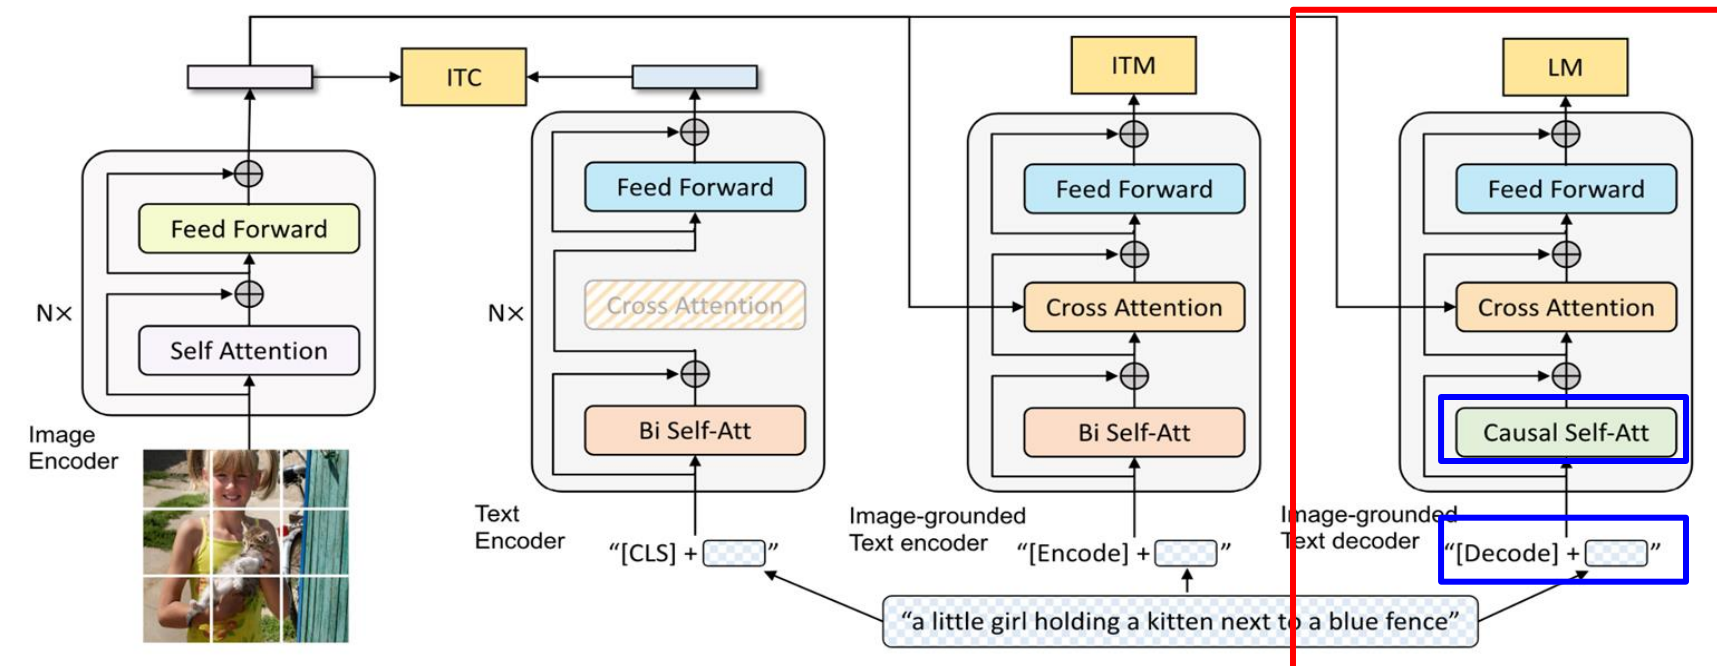 ITC
ITM
LM
Feed Forward
Self Attention
N×
Image
Encoder
Feed Forward
Cross Attention
Bi Self-Att
N×
Text
Encoder
“[CLS] + ”
Feed Forward
Cross Attention
Bi Self-Att
Image-grounded
Text encoder
“[Encode] + ”
Feed Forward
Cross Attention
Causal Self-Att
Image-grounded
Text decoder
“[Decode] + ”
“a little girl holding a kitten next to a blue fence”